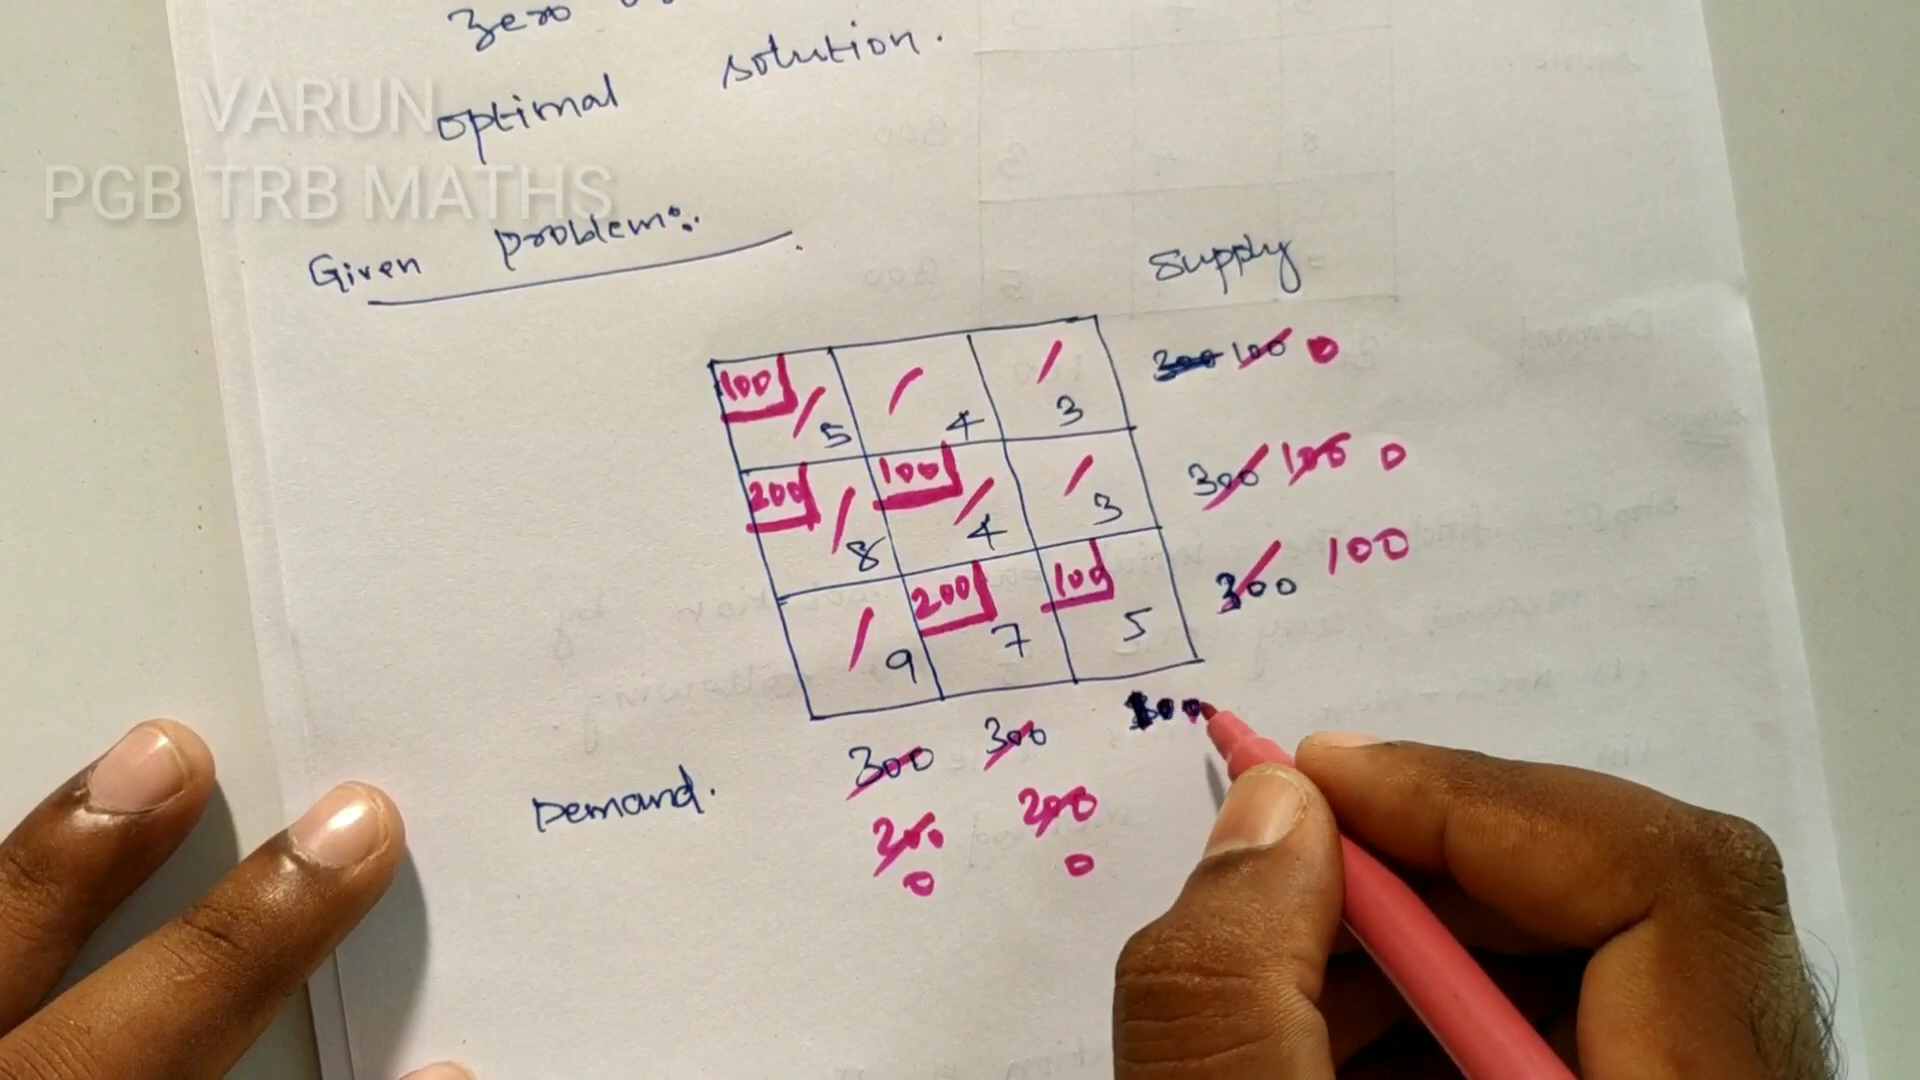 zero
optimal solution.
VARUN
PGB TRB MATHS
Given problem:.
Supply
100 5 4 3 300 100 0
200 8 100 4 3 300 100 0
9 200 7 100 5 300 100
Demand. 300 300 100
200 200
0 0